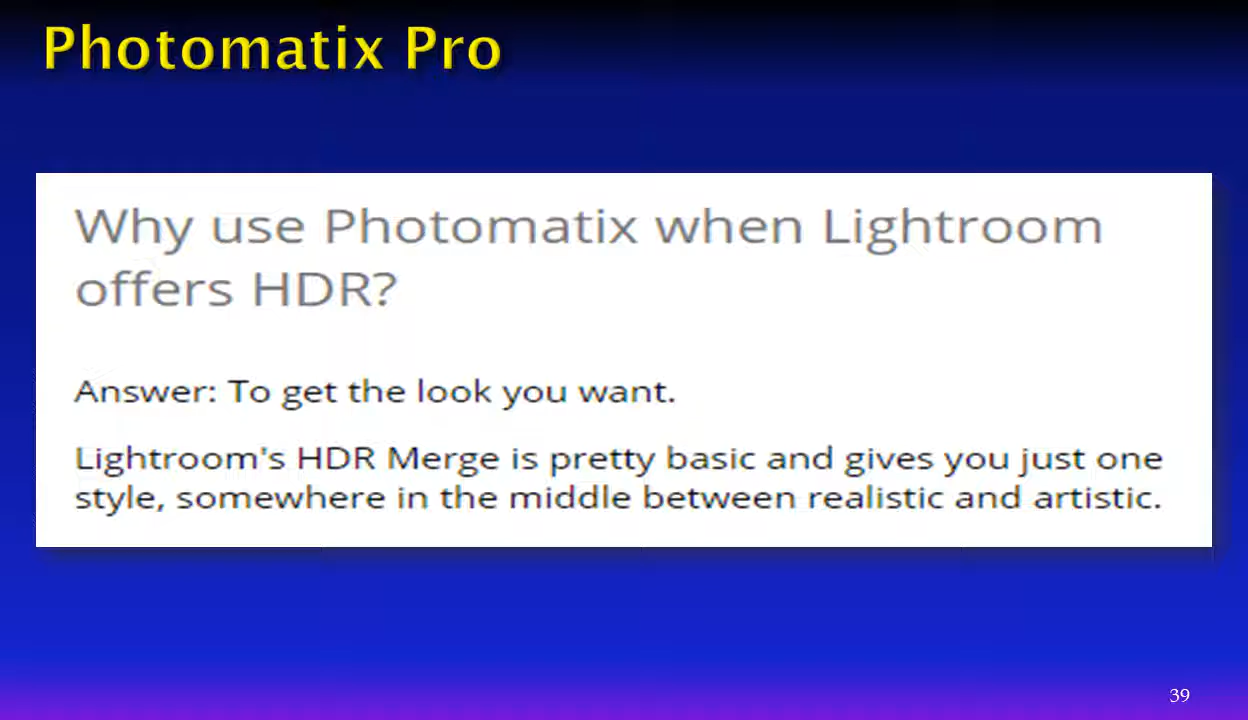 Photomatix Pro
Why use Photomatix when Lightroom
offers HDR?
Answer: To get the look you want.
Lightroom's HDR Merge is pretty basic and gives you just one
style, somewhere in the middle between realistic and artistic.
39